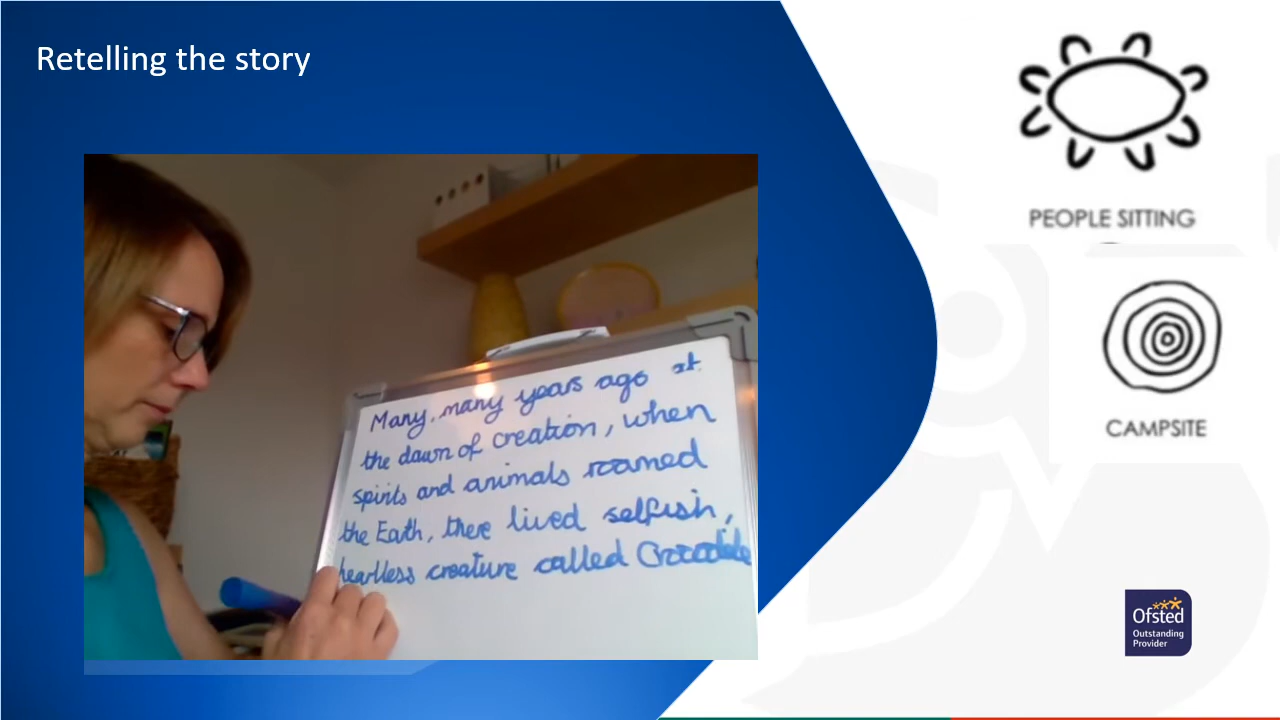 Retelling the story
Many, many years ago at
the dawn of creation, when
spirits and animals roamed
the Earth, there lived selfish,
heartless creature called Crocodile
PEOPLE SITTING
CAMPSITE
Ofsted
Outstanding
Provider